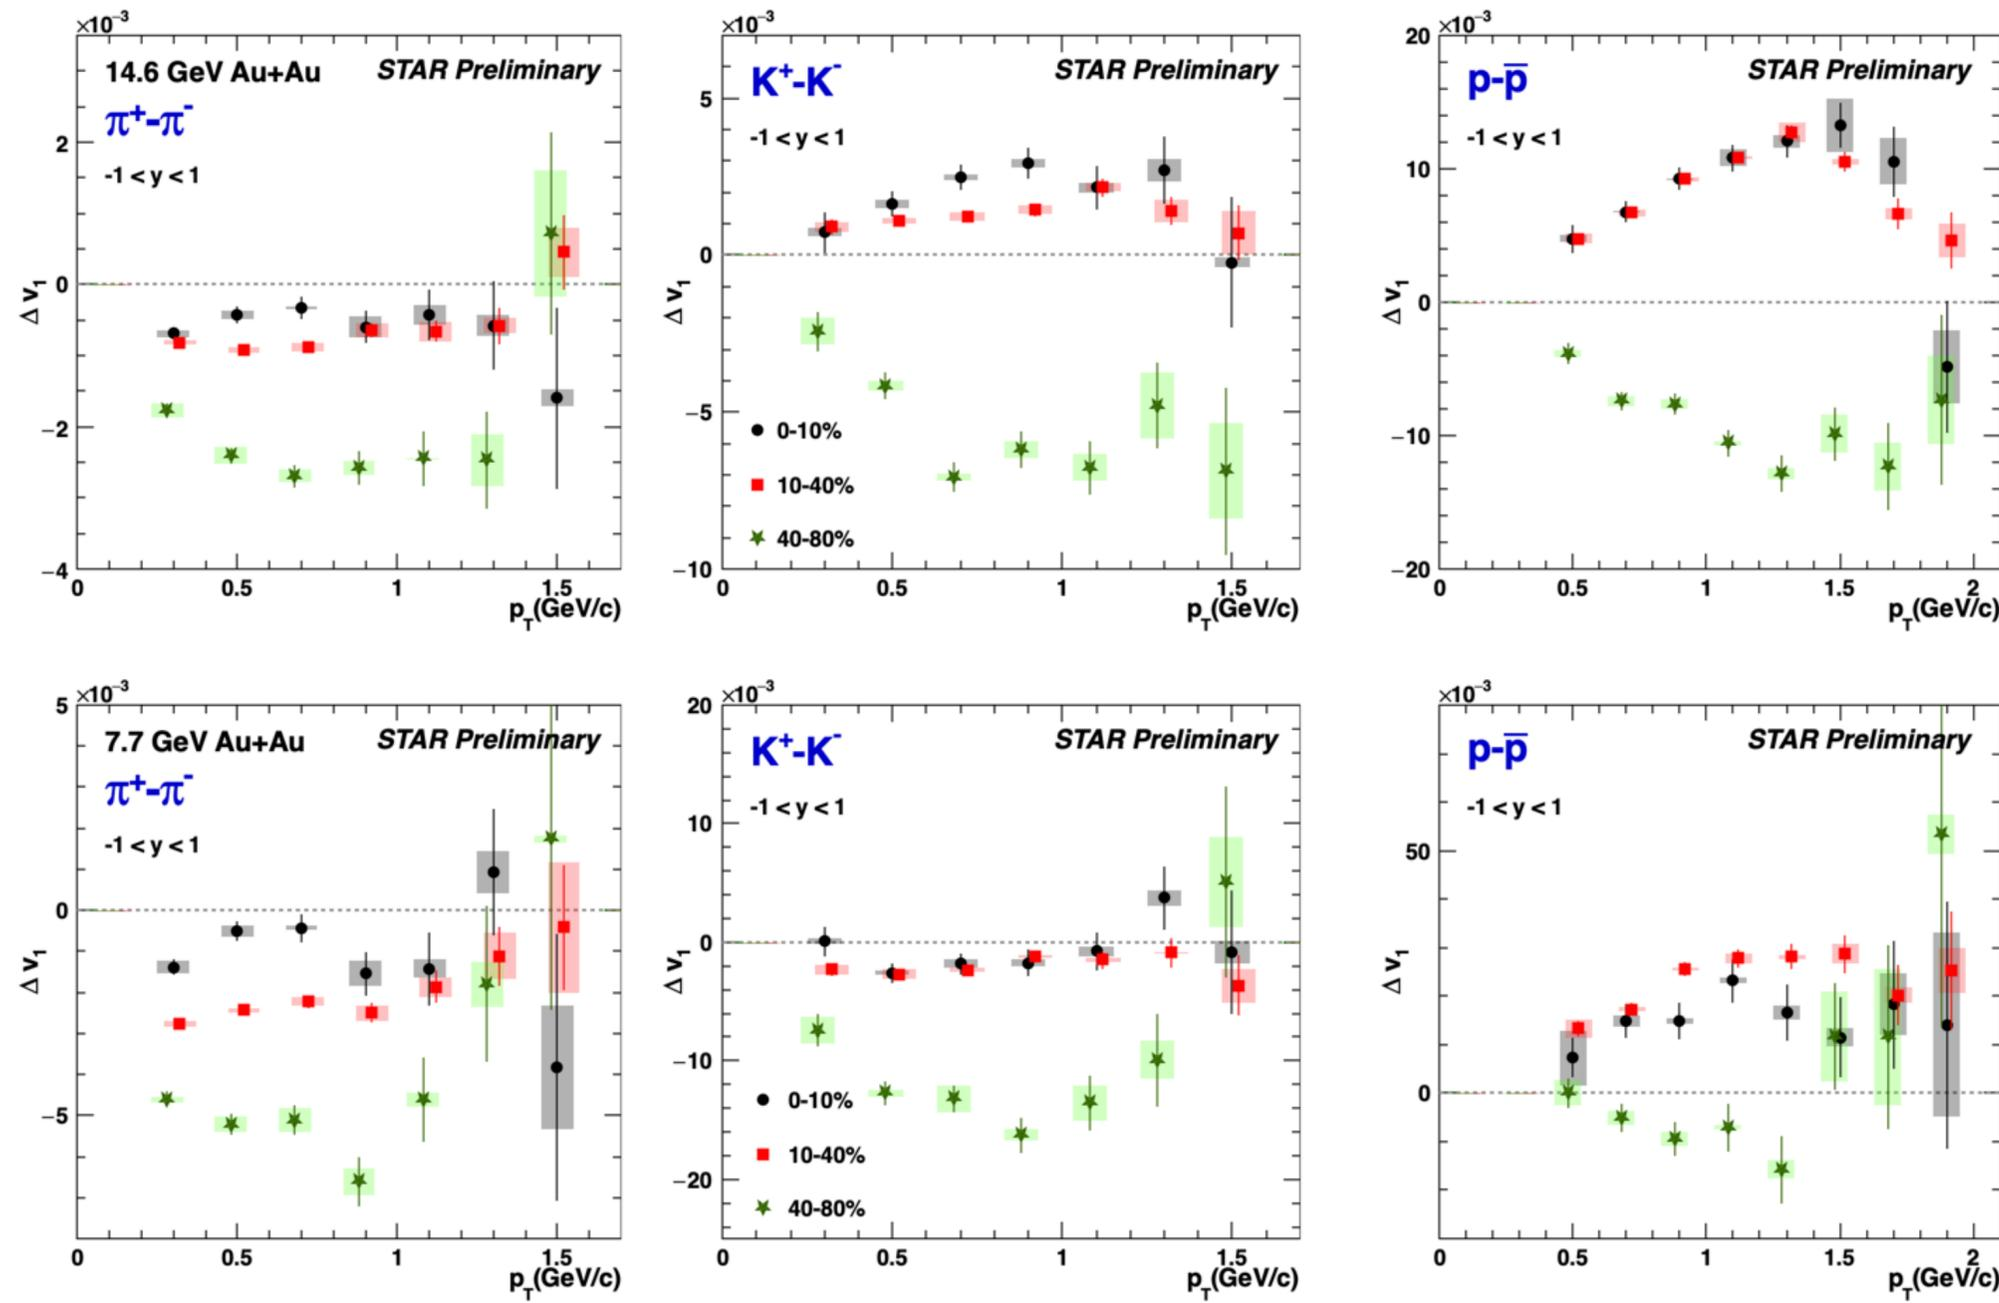 ×10⁻³
14.6 GeV Au+Au
STAR Preliminary
π⁺-π⁻
-1 < y < 1
2
0
−2
−4
Δ v₁
0
0.5
1
1.5
p_T(GeV/c)
×10⁻³
K⁺-K⁻
STAR Preliminary
-1 < y < 1
5
0
−5
−10
Δ v₁
0-10%
10-40%
40-80%
0
0.5
1
1.5
p_T(GeV/c)
×10⁻³
p-p̅
STAR Preliminary
-1 < y < 1
20
10
0
−10
−20
Δ v₁
0
0.5
1
1.5
2
p_T(GeV/c)
×10⁻³
7.7 GeV Au+Au
STAR Preliminary
π⁺-π⁻
-1 < y < 1
5
0
−5
Δ v₁
0
0.5
1
1.5
p_T(GeV/c)
×10⁻³
K⁺-K⁻
STAR Preliminary
-1 < y < 1
20
10
0
−10
−20
Δ v₁
0-10%
10-40%
40-80%
0
0.5
1
1.5
p_T(GeV/c)
×10⁻³
p-p̅
STAR Preliminary
-1 < y < 1
50
0
Δ v₁
0
0.5
1
1.5
2
p_T(GeV/c)